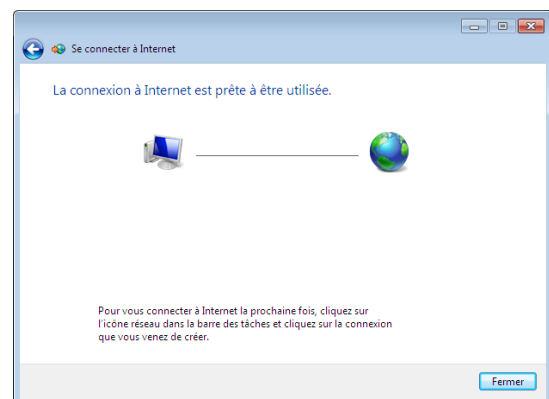 Se connecter à Internet
La connexion à Internet est prête à être utilisée.
Pour vous connecter à Internet la prochaine fois, cliquez sur
l'icône réseau dans la barre des tâches et cliquez sur la connexion
que vous venez de créer.
Fermer